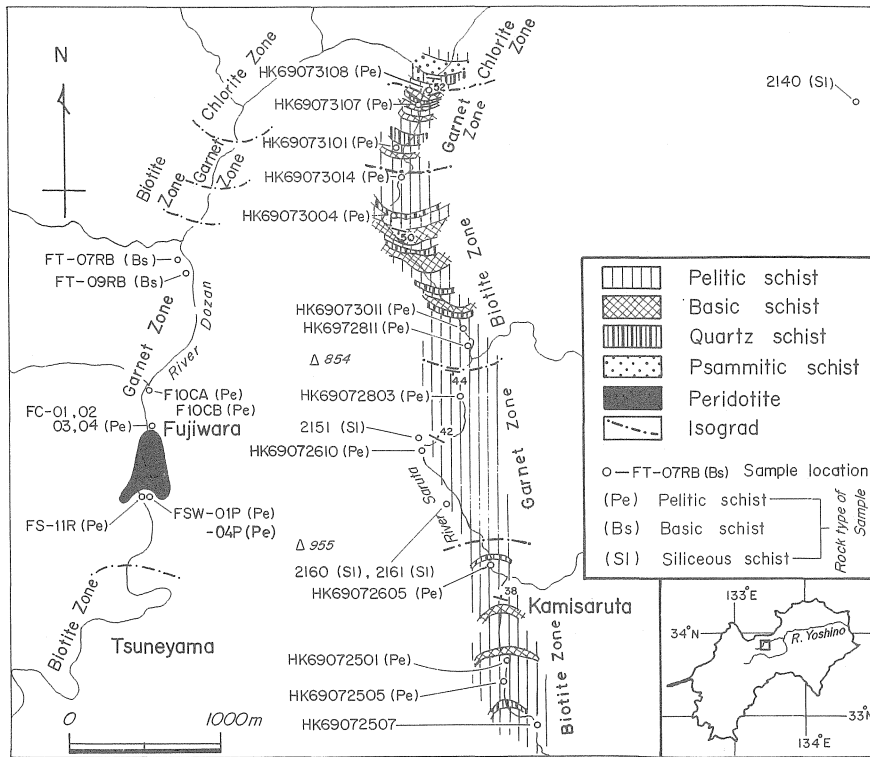 N
Chlorite Zone
Garnet Zone
Biotite Zone
HK69073108 (Pe)
52
Chlorite Zone
HK69073107 (Pe)
Garnet Zone
2140 (Sl)
HK69073101 (Pe)
HK69073014 (Pe)
HK69073004 (Pe)
50
FT-07RB (Bs)
FT-09RB (Bs)
Biotite Zone
River Dozan
Garnet Zone
HK69073011 (Pe)
HK6972811 (Pe)
Δ 854
44
F10CA (Pe)
F10CB (Pe)
HK69072803 (Pe)
FC-01, 02
03, 04 (Pe)
Fujiwara
2151 (Sl)
42
HK69072610 (Pe)
Garnet Zone
River Saruta
FS-11R (Pe)
FSW-01P (Pe)
-04P (Pe)
Δ 955
2160 (Sl), 2161 (Sl)
HK69072605 (Pe)
38
Kamisaruta
Biotite Zone
Tsuneyama
HK69072501 (Pe)
HK69072505 (Pe)
HK69072507
Biotite Zone
0 1000m
Pelitic schist
Basic schist
Quartz schist
Psammitic schist
Peridotite
Isograd
FT-07RB (Bs) Sample location
(Pe) Pelitic schist
(Bs) Basic schist
(Sl) Siliceous schist
Rock type of Sample
133°E
34°N
R. Yoshino
33°N
134°E